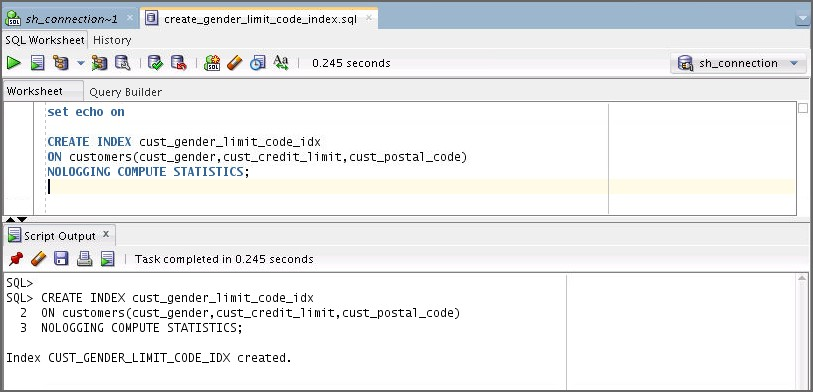 sh_connection~1 create_gender_limit_code_index.sql
SQL Worksheet History
0.245 seconds
sh_connection
Worksheet Query Builder
set echo on
CREATE INDEX cust_gender_limit_code_idx
ON customers(cust_gender,cust_credit_limit,cust_postal_code)
NOLOGGING COMPUTE STATISTICS;
Script Output x
Task completed in 0.245 seconds
SQL>
SQL> CREATE INDEX cust_gender_limit_code_idx
2 ON customers(cust_gender,cust_credit_limit,cust_postal_code)
3 NOLOGGING COMPUTE STATISTICS;
Index CUST_GENDER_LIMIT_CODE_IDX created.